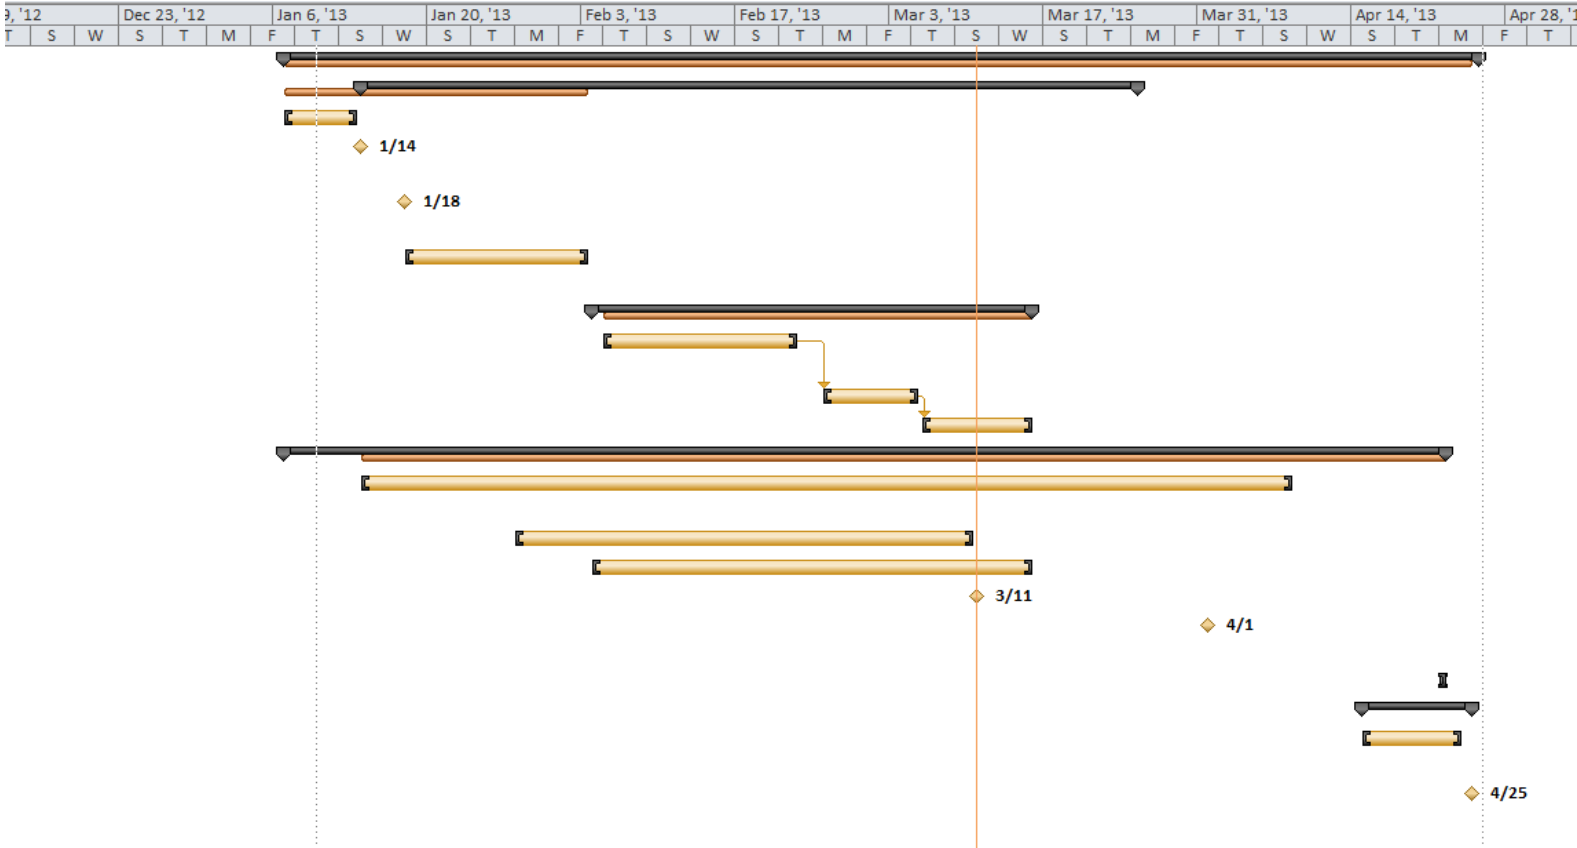 9, '12 Dec 23, '12 Jan 6, '13 Jan 20, '13 Feb 3, '13 Feb 17, '13 Mar 3, '13 Mar 17, '13 Mar 31, '13 Apr 14, '13 Apr 28, '1
T S W S T M F T S W S T M F T S W S T M F T S W S T M F T S W S T M F T
1/14
1/18
3/11
4/1
4/25